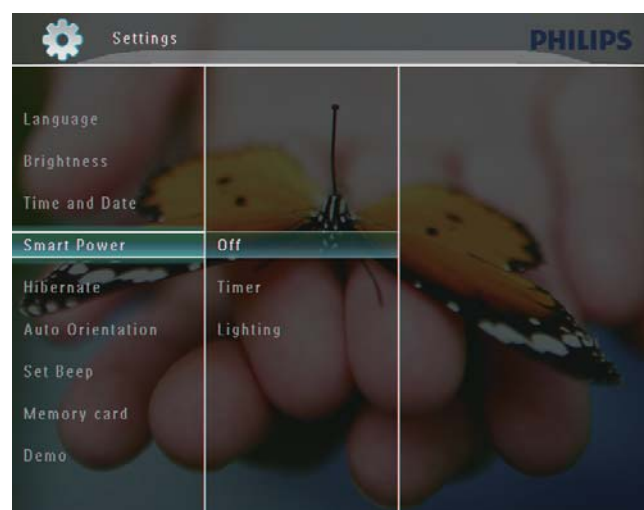 Settings
PHILIPS
Language
Brightness
Time and Date
Smart Power
Off
Hibernate
Timer
Auto Orientation
Lighting
Set Beep
Memory card
Demo